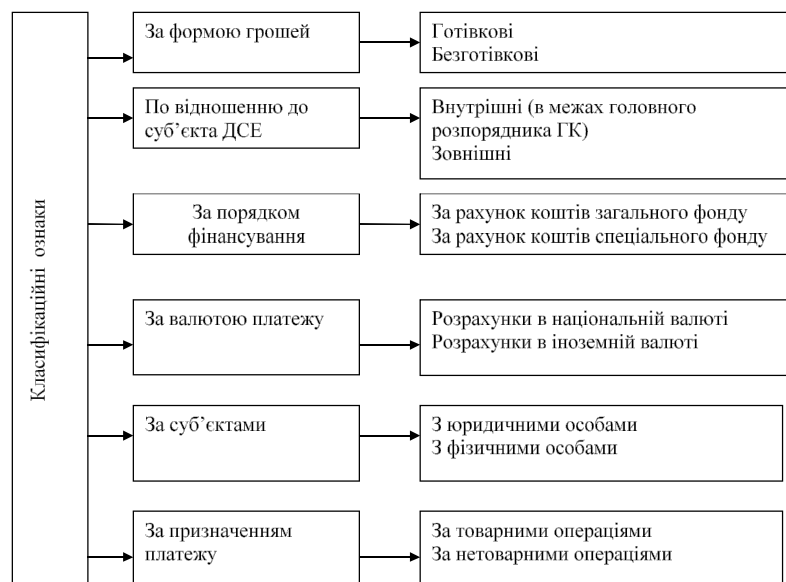 Класифікаційні ознаки
За формою грошей
Готівкові
Безготівкові
По відношенню до
суб’єкта ДСЕ
Внутрішні (в межах головного
розпорядника ГК)
Зовнішні
За порядком
фінансування
За рахунок коштів загального фонду
За рахунок коштів спеціального фонду
За валютою платежу
Розрахунки в національній валюті
Розрахунки в іноземній валюті
За суб’єктами
З юридичними особами
З фізичними особами
За призначенням
платежу
За товарними операціями
За нетоварними операціями